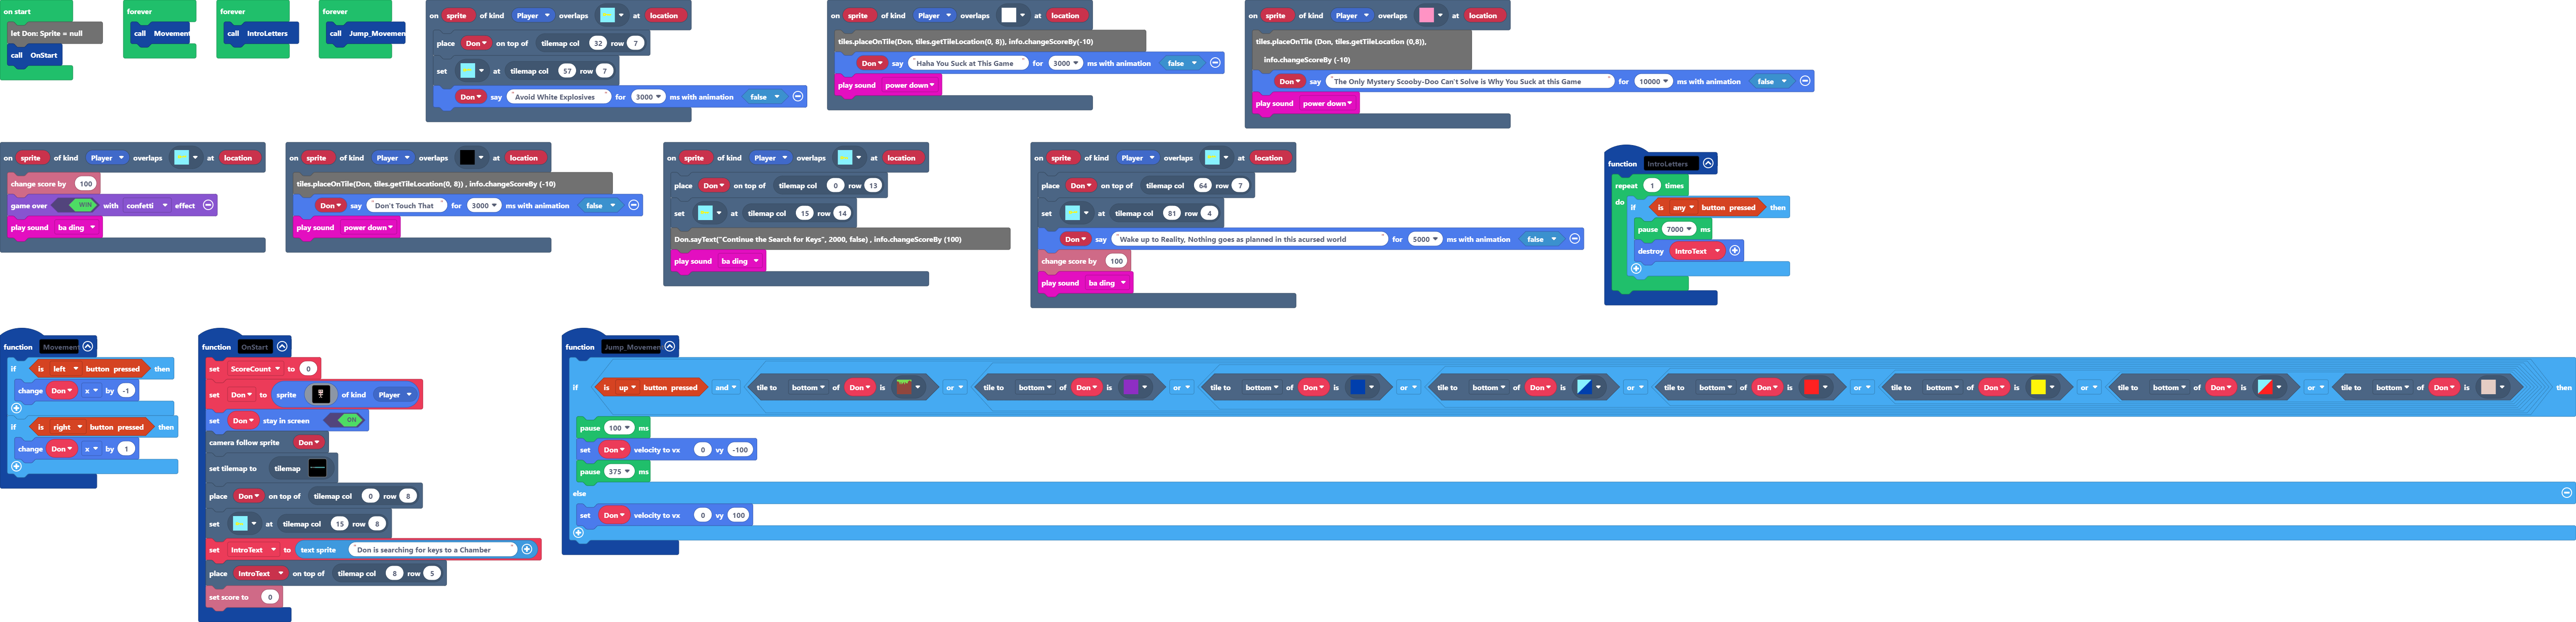 on start
let Don: Sprite = null
call OnStart
forever
call Movement
forever
call IntroLetters
forever
call Jump_Movemen
on sprite of kind Player overlaps at location
place Don on top of tilemap col 32 row 7
set at tilemap col 57 row 7
Don say "Avoid White Explosives" for 3000 ms with animation false
on sprite of kind Player overlaps at location
tiles.placeOnTile(Don, tiles.getTileLocation(0, 8)), info.changeScoreBy(-10)
Don say "Haha You Suck at This Game" for 3000 ms with animation false
play sound power down
on sprite of kind Player overlaps at location
tiles.placeOnTile (Don, tiles.getTileLocation (0,8)),
info.changeScoreBy (-10)
Don say "The Only Mystery Scooby-Doo Can't Solve is Why You Suck at this Game" for 10000 ms with animation false
play sound power down
on sprite of kind Player overlaps at location
change score by 100
game over WIN with confetti effect
play sound ba ding
on sprite of kind Player overlaps at location
tiles.placeOnTile(Don, tiles.getTileLocation(0, 8)) , info.changeScoreBy (-10)
Don say "Don't Touch That" for 3000 ms with animation false
play sound power down
on sprite of kind Player overlaps at location
place Don on top of tilemap col 0 row 13
set at tilemap col 15 row 14
Don.sayText("Continue the Search for Keys", 2000, false) , info.changeScoreBy (100)
play sound ba ding
on sprite of kind Player overlaps at location
place Don on top of tilemap col 64 row 7
set at tilemap col 81 row 4
Don say "Wake up to Reality, Nothing goes as planned in this acursed world" for 5000 ms with animation false
change score by 100
play sound ba ding
function IntroLetters
repeat 1 times
do if is any button pressed then
pause 7000 ms
destroy IntroText
function Movement
if is left button pressed then
change Don x by -1
if is right button pressed then
change Don x by 1
function OnStart
set ScoreCount to 0
set Don to sprite of kind Player
set Don stay in screen ON
camera follow sprite Don
set tilemap to tilemap
place Don on top of tilemap col 0 row 8
set at tilemap col 15 row 8
set IntroText to text sprite "Don is searching for keys to a Chamber"
place IntroText on top of tilemap col 8 row 5
set score to 0
function Jump_Movemen
if is up button pressed and tile to bottom of Don is or tile to bottom of Don is or tile to bottom of Don is or tile to bottom of Don is or tile to bottom of Don is or tile to bottom of Don is or tile to bottom of Don is or tile to bottom of Don is then
pause 100 ms
set Don velocity to vx 0 vy -100
pause 375 ms
else
set Don velocity to vx 0 vy 100